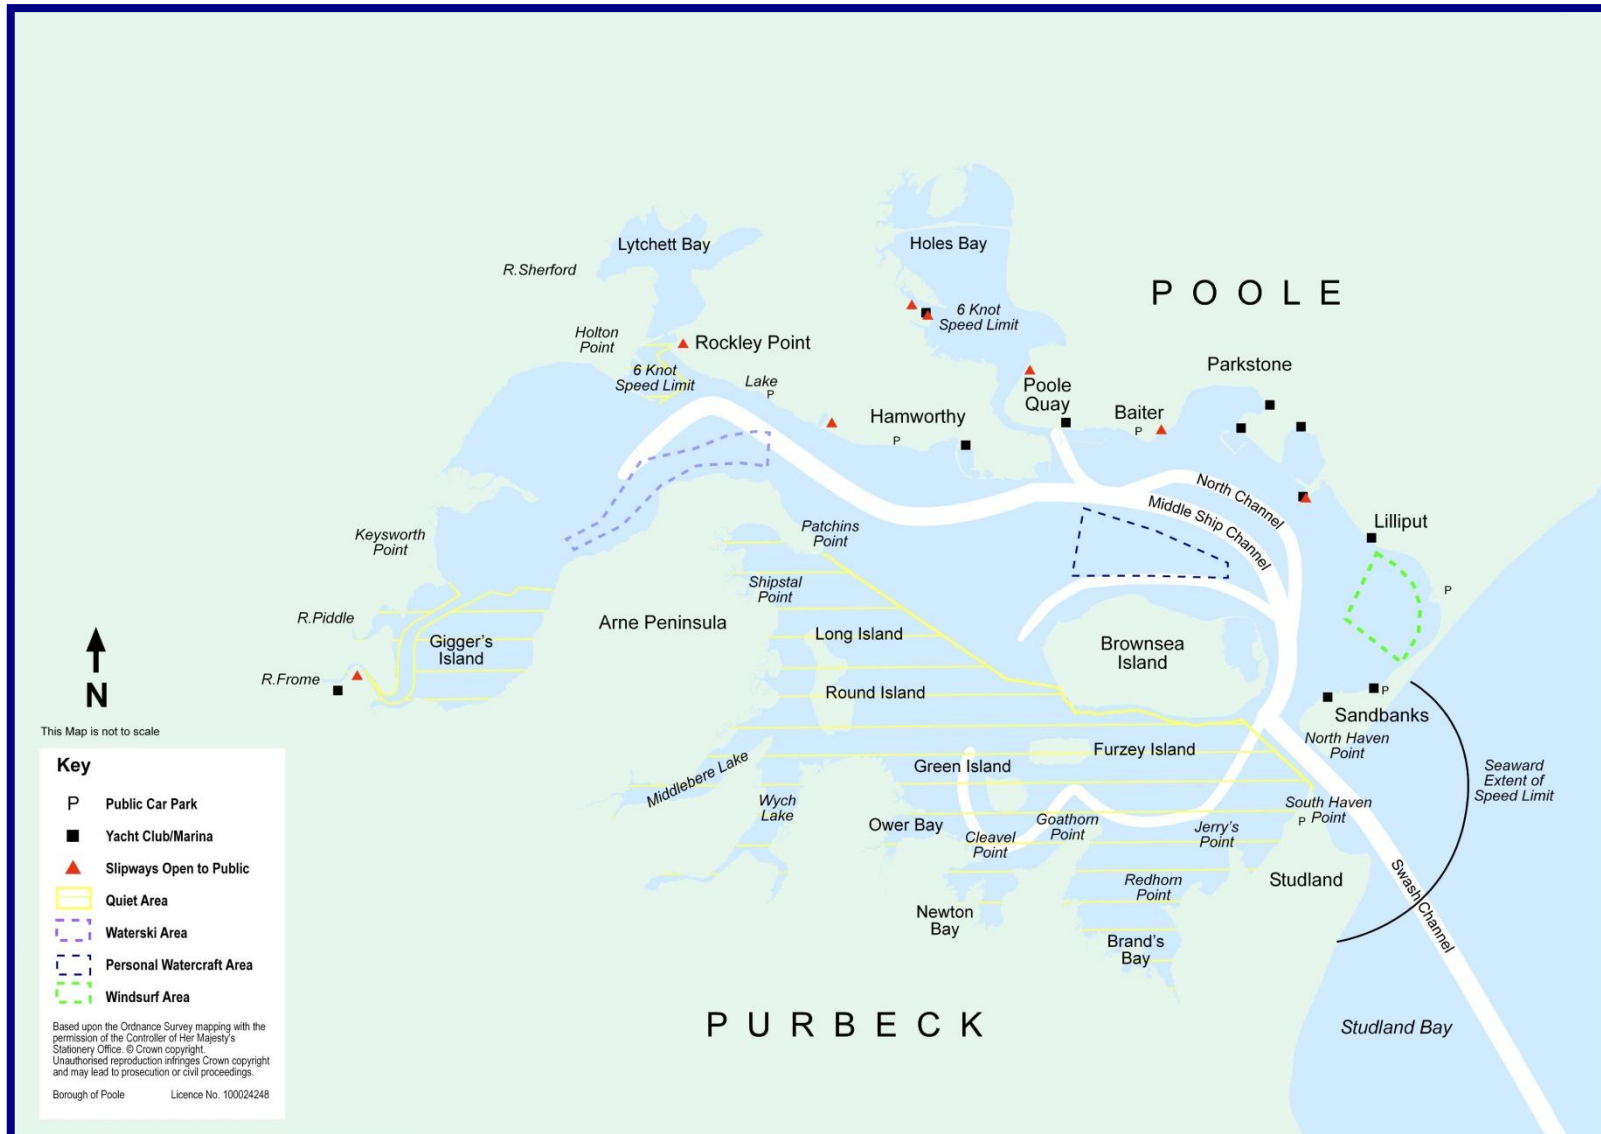 Lytchett Bay
Holes Bay
R.Sherford
POOLE
6 Knot
Speed Limit
Holton
Point
Rockley Point
6 Knot
Speed Limit
Lake
P
Parkstone
Poole
Quay
Baiter
P
Hamworthy
P
North Channel
Middle Ship Channel
Lilliput
Keysworth
Point
Patchins
Point
Shipstal
Point
P
R.Piddle
Arne Peninsula
Long Island
Gigger's
Island
Brownsea
Island
R.Frome
N
Round Island
P
Sandbanks
North Haven
Point
This Map is not to scale
Furzey Island
Green Island
Middlebere Lake
Seaward
Extent of
Speed Limit
Wych
Lake
South Haven
Point
P
Ower Bay
Goathorn
Point
Cleavel
Point
Jerry's
Point
Redhorn
Point
Studland
Swash Channel
Newton
Bay
Brand's
Bay
PURBECK
Studland Bay
Key
P Public Car Park
Yacht Club/Marina
Slipways Open to Public
Quiet Area
Waterski Area
Personal Watercraft Area
Windsurf Area
Based upon the Ordnance Survey mapping with the
permission of the Controller of Her Majesty's
Stationery Office. © Crown copyright.
Unauthorised reproduction infringes Crown copyright
and may lead to prosecution or civil proceedings.
Borough of Poole Licence No. 100024248